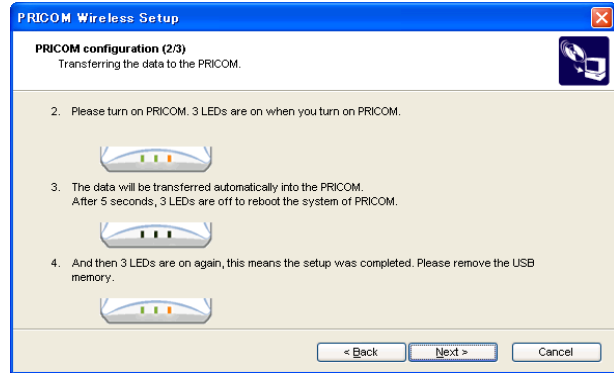 PRICOM Wireless Setup
PRICOM configuration (2/3)
Transferring the data to the PRICOM.
2. Please turn on PRICOM. 3 LEDs are on when you turn on PRICOM.
3. The data will be transferred automatically into the PRICOM.
After 5 seconds, 3 LEDs are off to reboot the system of PRICOM.
4. And then 3 LEDs are on again, this means the setup was completed. Please remove the USB
memory.
< Back
Next >
Cancel